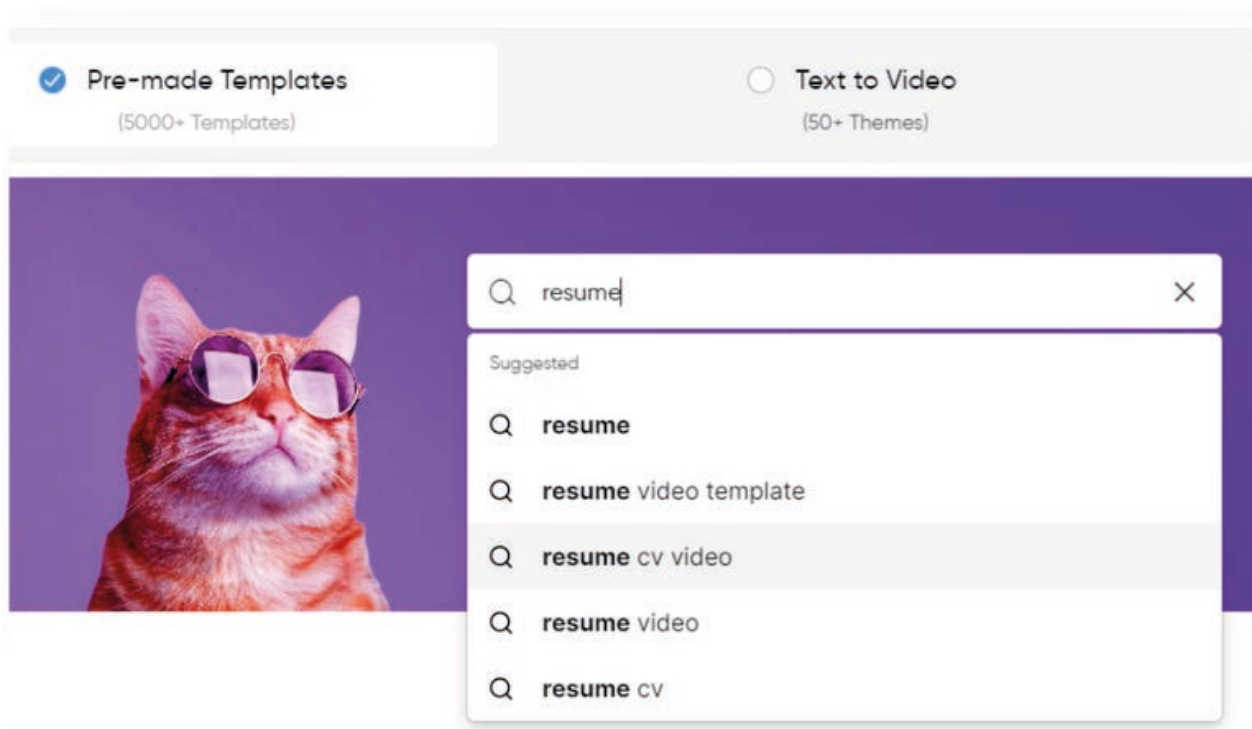 Pre-made Templates
(5000+ Templates)
Text to Video
(50+ Themes)
resume
Suggested
resume
resume video template
resume cv video
resume video
resume cv